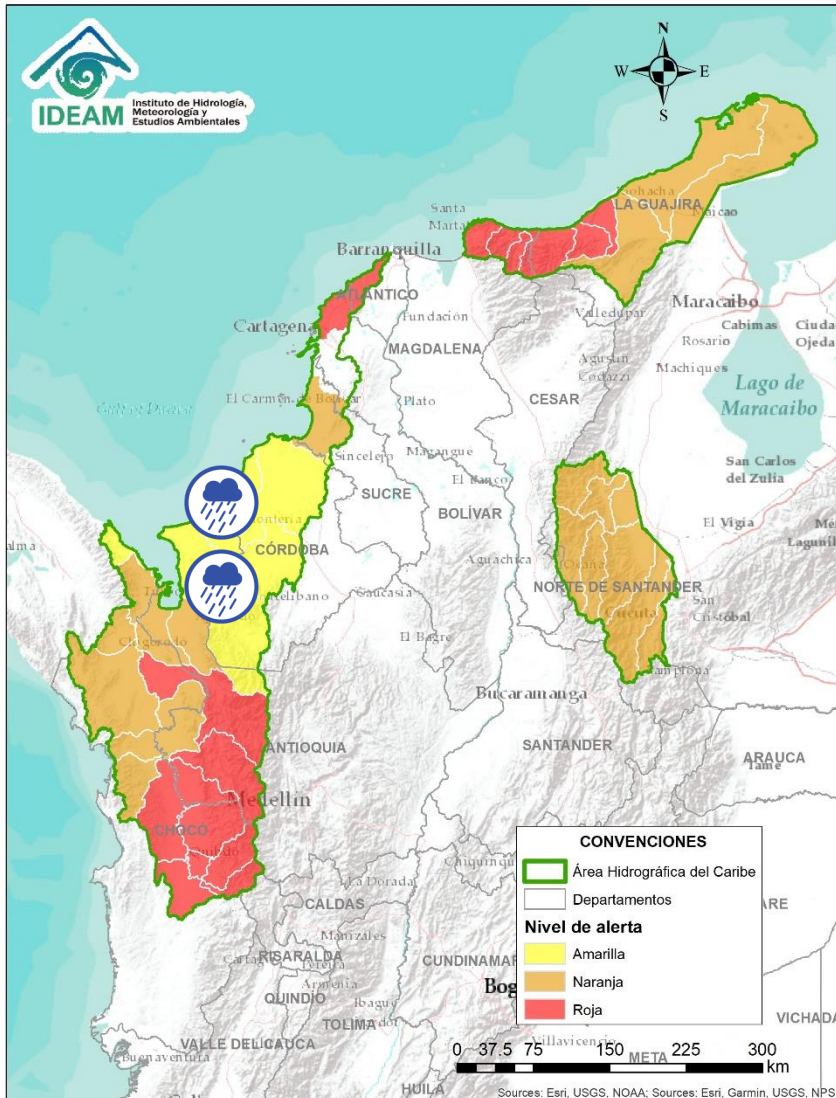 IDEAM
Instituto de Hidrología,
Meteorología y
Estudios Ambientales
N
W
E
S
LA GUAJIRA
Maicao
Santa
Marta
Barranquilla
ATLÁNTICO
Cartagena
Fundación
Valledupar
Maracaibo
Cabimas
Ciudad
Ojeda
Rosario
MAGDALENA
Machiques
Agustín
Codazzi
CESAR
Lago de
Maracaibo
El Carmen de Bolívar
Plato
Sincelejo
Magangué
El Banco
San Carlos
del Zulia
SUCRE
BOLÍVAR
El Vigía
CÓRDOBA
Aguachica
Ocaña
NORTE DE SANTANDER
San
Cristóbal
Cúcuta
Caucasia
El Bagre
Chigorodó
Pamplona
Bucaramanga
ANTIOQUIA
SANTANDER
ARAUCA
Tame
Medellín
CHOCÓ
Quibdó
La Dorada
CALDAS
Manizales
RISARALDA
Pereira
Armenia
QUINDÍO
Ibagué
TOLIMA
VALLE DEL CAUCA
Buenaventura
HUILA
META
Villavicencio
VICHADA
CONVENCIONES
Área Hidrográfica del Caribe
Departamentos
Nivel de alerta
Amarilla
Naranja
Roja
0 37.5 75 150 225 300
km
Sources: Esri, USGS, NOAA; Sources: Esri, Garmin, USGS, NPS